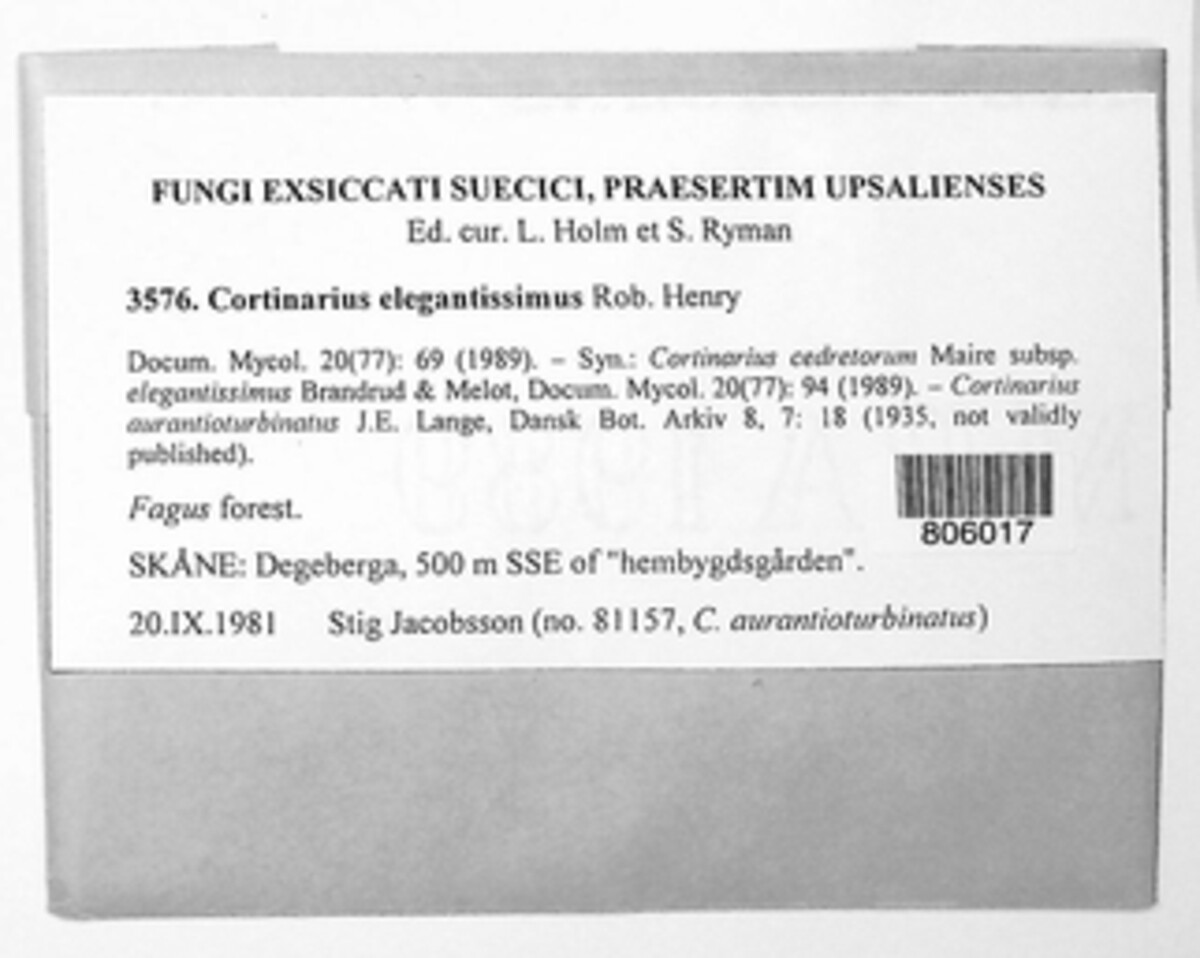 FUNGI EXSICCATI SUECICI, PRAESERTIM UPSALIENSES
Ed. cur. L. Holm et S. Ryman
3576. Cortinarius elegantissimus Rob. Henry
Docum. Mycol. 20(77): 69 (1989). – Syn.: Cortinarius cedretorum Maire subsp.
elegantissimus Brandrud & Melot, Docum. Mycol. 20(77): 94 (1989). – Cortinarius
aurantioturbinatus J.E. Lange, Dansk Bot. Arkiv 8, 7: 18 (1935, not validly
published).
Fagus forest.
806017
SKÅNE: Degeberga, 500 m SSE of "hembygdsgården".
20.IX.1981 Stig Jacobsson (no. 81157, C. aurantioturbinatus)